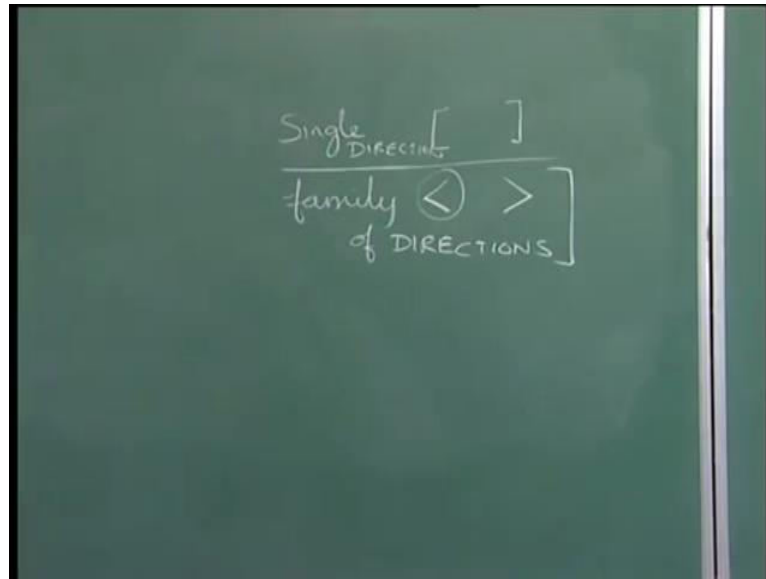 Single DIRECTION [ ]
family < > ]
of DIRECTIONS